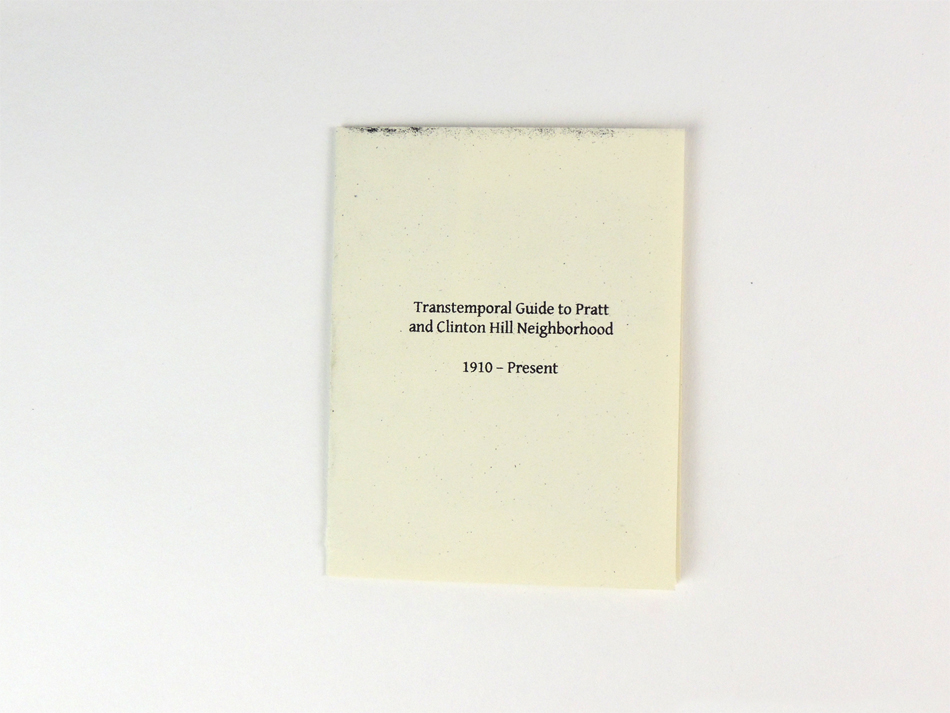 Transtemporal Guide to Pratt
and Clinton Hill Neighborhood
1910 – Present